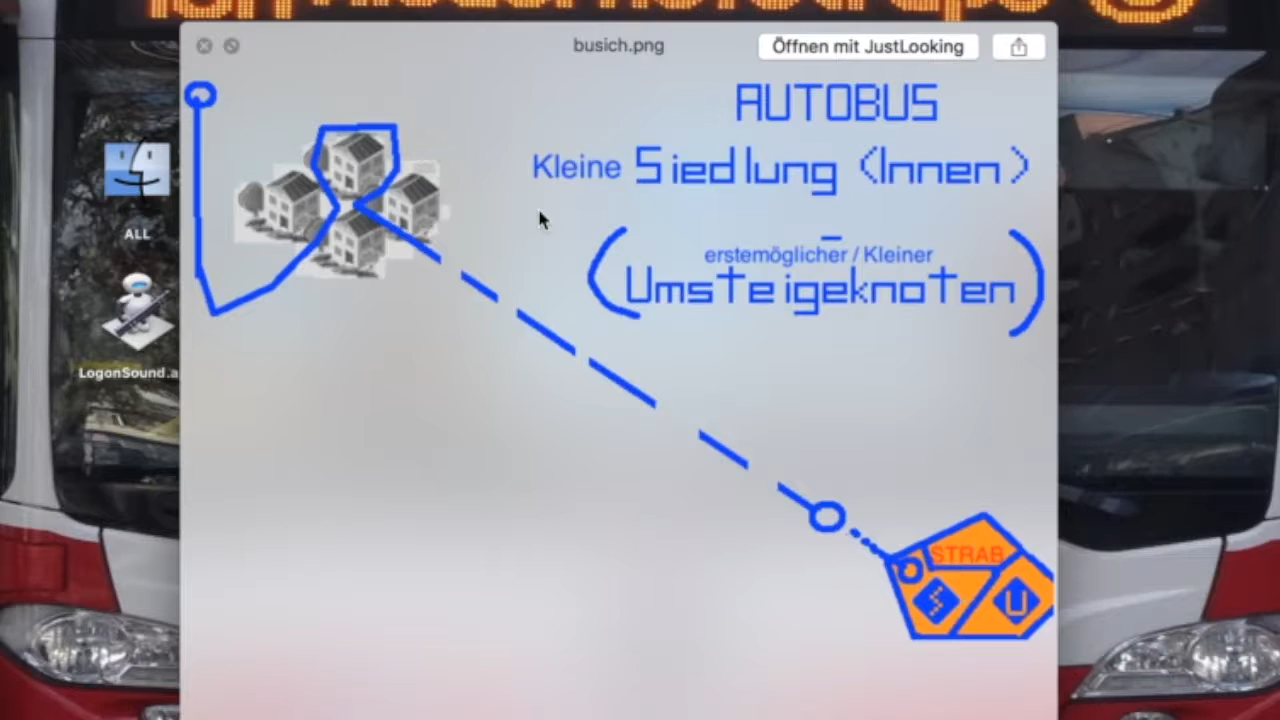 busich.png
Öffnen mit JustLooking
AUTOBUS
Kleine Siedlung (Innen)
erstemöglicher / Kleiner
(Umsteigeknoten)
ALL
LogonSound.a
STRAB
S
U